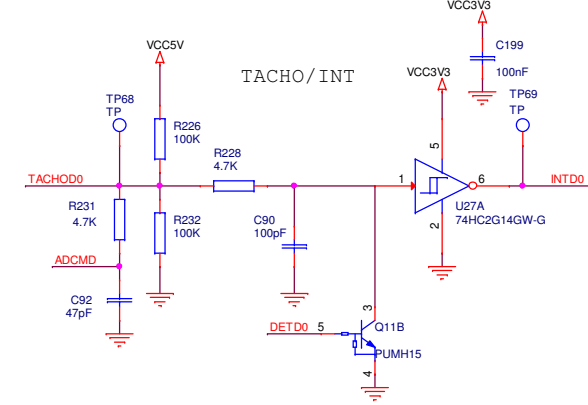 VCC3V3
C199
100nF
VCC5V
TACHO/INT
VCC3V3
TP68
TP
TP69
TP
R226
100K
R228
4.7K
5
TACHOD0
1
6
INTD0
R231
4.7K
R232
100K
C90
100pF
U27A
74HC2G14GW-G
2
ADCMD
C92
47pF
3
DETD0
5
Q11B
PUMH15
4